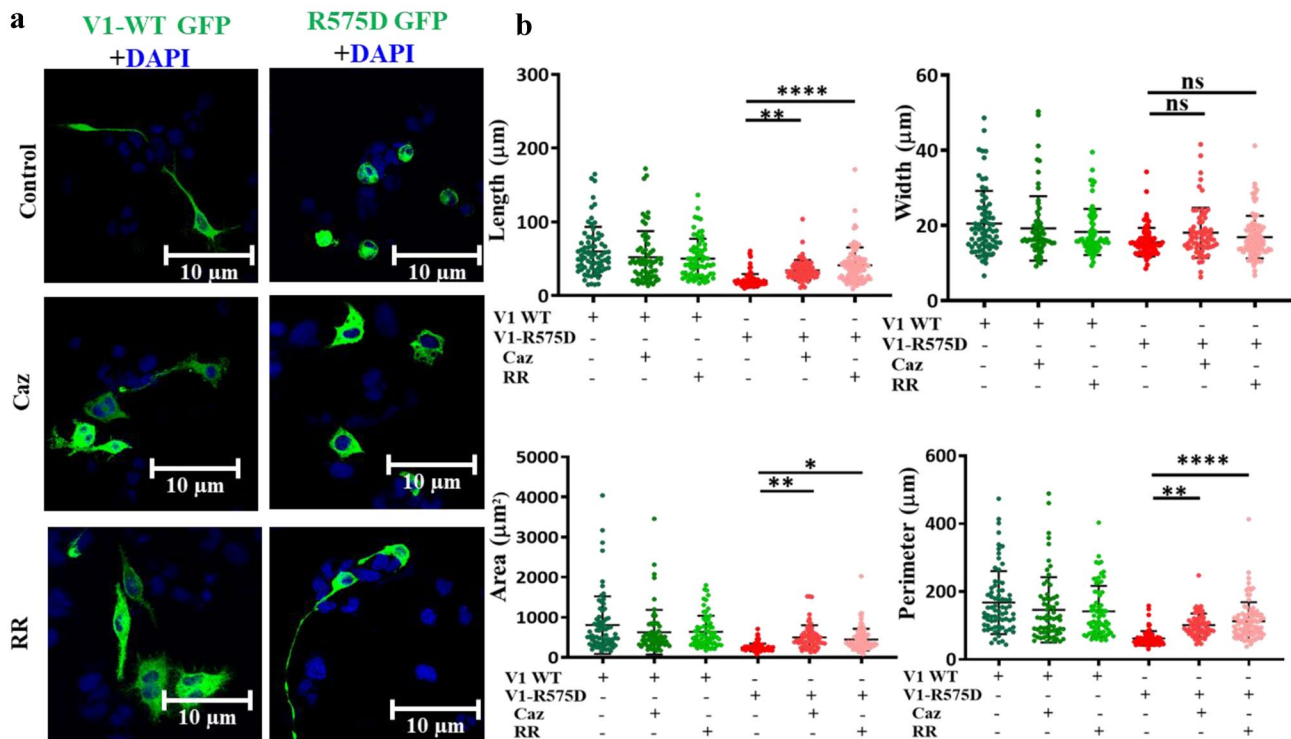 a
V1-WT GFP
+DAPI
R575D GFP
+DAPI
Control
10 μm
10 μm
Caz
10 μm
10 μm
RR
10 μm
10 μm
b
300
200
100
0
Length (μm)
**
****
V1 WT + + + - - -
V1-R575D - - - + + +
Caz - + - - + -
RR - - + - - +
60
40
20
0
Width (μm)
ns
ns
V1 WT + + + - - -
V1-R575D - - - + + +
Caz - + - - + -
RR - - + - - +
5000
4000
3000
2000
1000
0
Area (μm²)
**
*
V1 WT + + + - - -
V1-R575D - - - + + +
Caz - + - - + -
RR - - + - - +
600
400
200
0
Perimeter (μm)
**
****
V1 WT + + + - - -
V1-R575D - - - + + +
Caz - + - - + -
RR - - + - - +